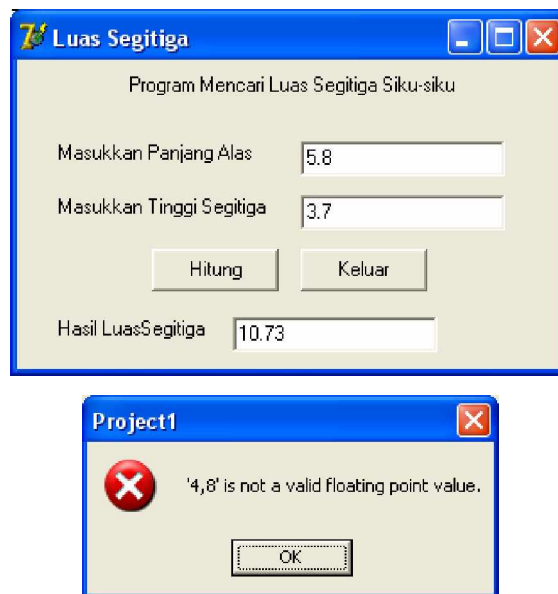 Luas Segitiga
Program Mencari Luas Segitiga Siku-siku
Masukkan Panjang Alas 5.8
Masukkan Tinggi Segitiga 3.7
Hitung Keluar
Hasil LuasSegitiga 10.73
Project1
'4,8' is not a valid floating point value.
OK